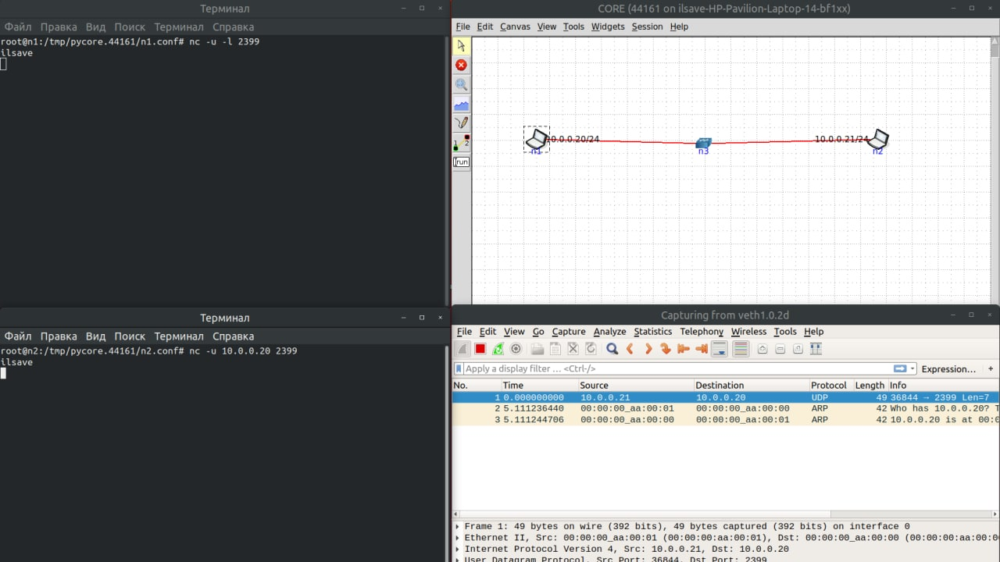 Терминал
Файл Правка Вид Поиск Терминал Справка
root@n1:/tmp/pycore.44161/n1.conf# nc -u -l 2399
ilsave
CORE (44161 on ilsave-HP-Pavilion-Laptop-14-bf1xx)
File Edit Canvas View Tools Widgets Session Help
1 2
run
10.0.0.20/24
n1
n3
10.0.0.21/24
n2
Терминал
Файл Правка Вид Поиск Терминал Справка
root@n2:/tmp/pycore.44161/n2.conf# nc -u 10.0.0.20 2399
ilsave
Capturing from veth1.0.2d
File Edit View Go Capture Analyze Statistics Telephony Wireless Tools Help
Apply a display filter … <Ctrl-/> Expression… +
No. Time Source Destination Protocol Length Info
1 0.000000000 10.0.0.21 10.0.0.20 UDP 49 36844 → 2399 Len=7
2 5.111236440 00:00:00_aa:00:01 00:00:00_aa:00:00 ARP 42 Who has 10.0.0.20?
3 5.111244706 00:00:00_aa:00:00 00:00:00_aa:00:01 ARP 42 10.0.0.20 is at 00:0
Frame 1: 49 bytes on wire (392 bits), 49 bytes captured (392 bits) on interface 0
Ethernet II, Src: 00:00:00_aa:00:01 (00:00:00:aa:00:01), Dst: 00:00:00_aa:00:00 (00:00:00:aa:00:0
Internet Protocol Version 4, Src: 10.0.0.21, Dst: 10.0.0.20
User Datagram Protocol, Src Port: 36844, Dst Port: 2399